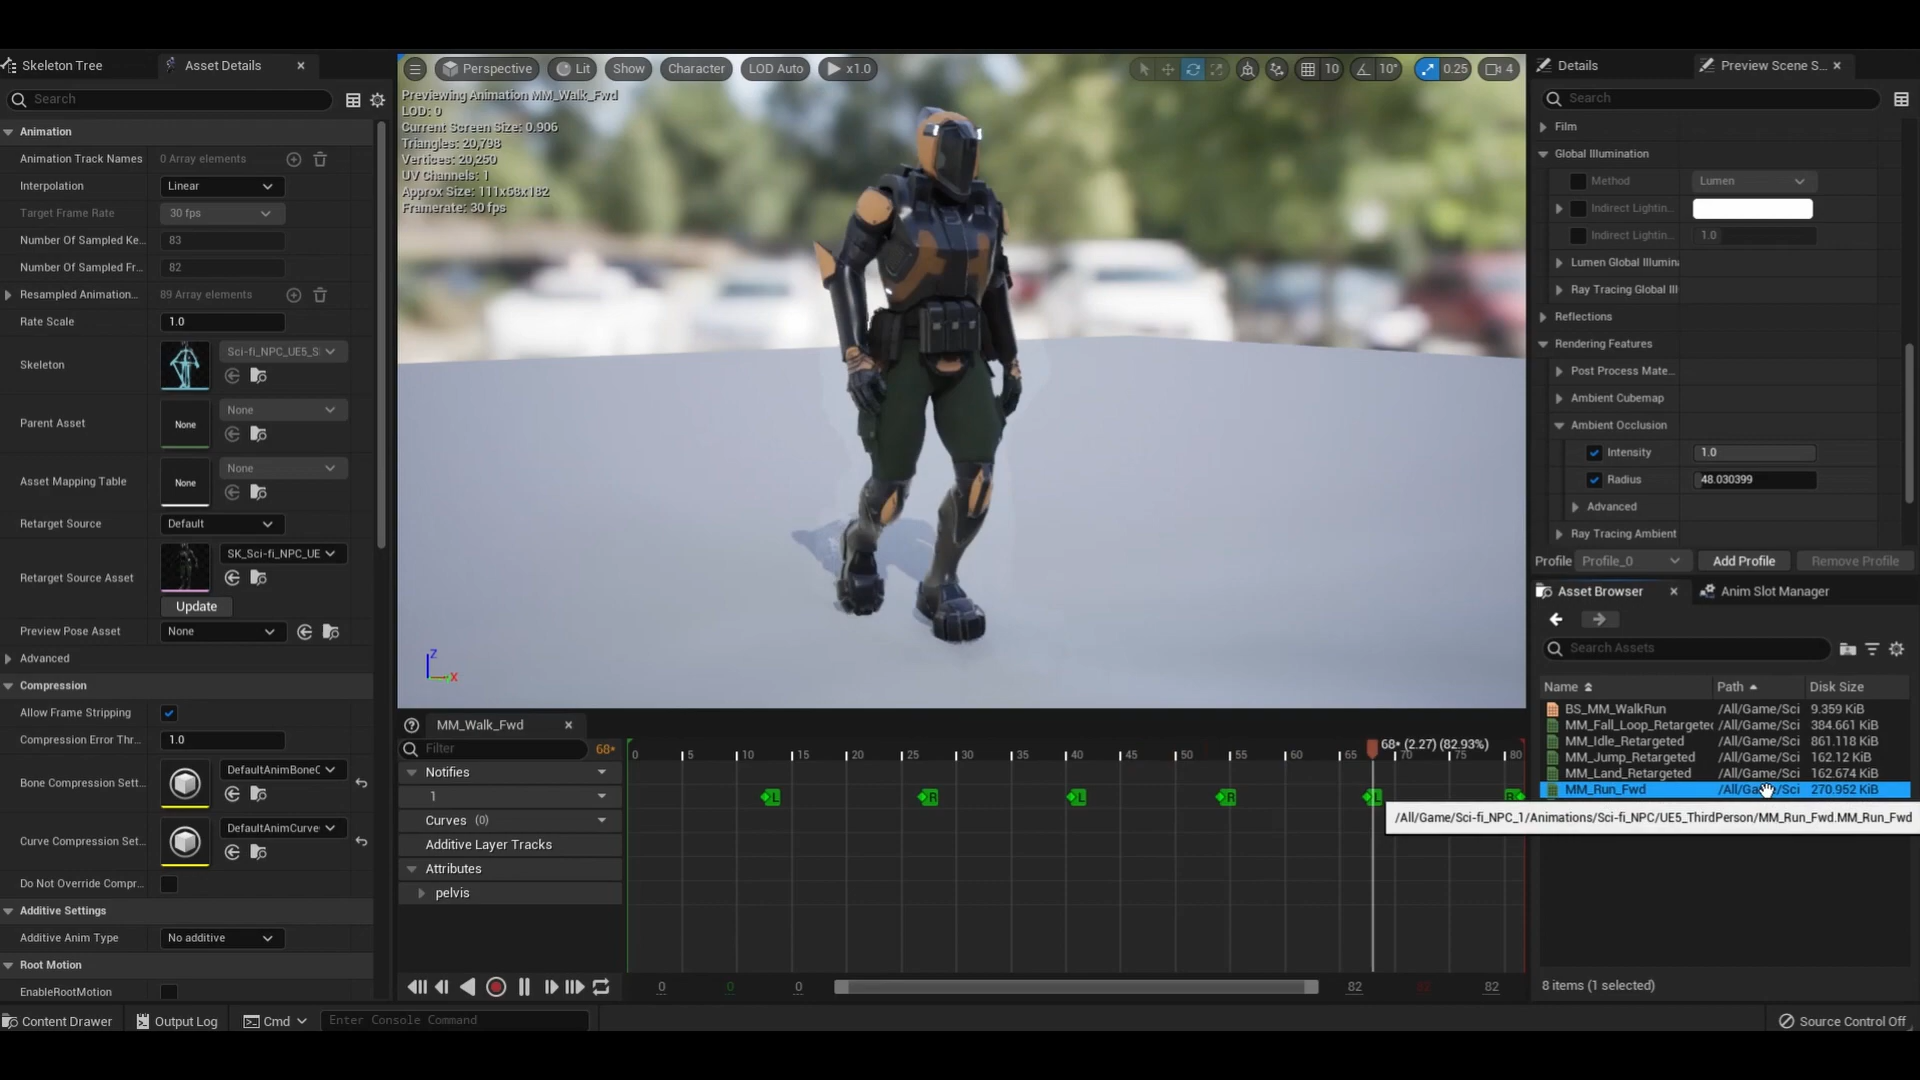 Skeleton Tree
Asset Details
Search
Animation
Animation Track Names 0 Array elements
Interpolation Linear
Target Frame Rate 30 fps
Number Of Sampled Ke... 83
Number Of Sampled Fr... 82
Resampled Animation... 89 Array elements
Rate Scale 1.0
Skeleton Sci-fi_NPC_UE5_S
Parent Asset None None
Asset Mapping Table None None
Retarget Source Default
Retarget Source Asset SK_Sci-fi_NPC_UE
Update
Preview Pose Asset None
Advanced
Compression
Allow Frame Stripping
Compression Error Thr... 1.0
Bone Compression Sett... DefaultAnimBoneC
Curve Compression Set... DefaultAnimCurve
Do Not Override Compr...
Additive Settings
Additive Anim Type No additive
Root Motion
EnableRootMotion
Perspective Lit Show Character LOD Auto x1.0
10 10° 0.25 4
Previewing Animation MM_Walk_Fwd
LOD: 0
Current Screen Size: 0.906
Triangles: 20,798
Vertices: 20,250
UV Channels: 1
Approx Size: 111x68x182
Framerate: 30 fps
Z
X
MM_Walk_Fwd
Filter 68*
0 5 10 15 20 25 30 35 40 45 50 55 60 65 70 75 80
68* (2.27) (82.93%)
Notifies
1
L R L R L R
Curves (0)
Additive Layer Tracks
Attributes
pelvis
0 0 0 82 82 82
Details
Preview Scene S...
Search
Film
Global Illumination
Method Lumen
Indirect Lightin...
Indirect Lightin... 1.0
Lumen Global Illumina
Ray Tracing Global Ill
Reflections
Rendering Features
Post Process Mate...
Ambient Cubemap
Ambient Occlusion
Intensity 1.0
Radius 48.030399
Advanced
Ray Tracing Ambient
Profile Profile_0 Add Profile Remove Profile
Asset Browser
Anim Slot Manager
Search Assets
Name Path Disk Size
BS_MM_WalkRun /All/Game/Sci 9.359 KiB
MM_Fall_Loop_Retargeted /All/Game/Sci 384.661 KiB
MM_Idle_Retargeted /All/Game/Sci 861.118 KiB
MM_Jump_Retargeted /All/Game/Sci 162.12 KiB
MM_Land_Retargeted /All/Game/Sci 162.674 KiB
MM_Run_Fwd /All/Game/Sci 270.952 KiB
/All/Game/Sci-fi_NPC_1/Animations/Sci-fi_NPC/UE5_ThirdPerson/MM_Run_Fwd.MM_Run_Fwd
8 items (1 selected)
Content Drawer Output Log Cmd Enter Console Command
Source Control Off